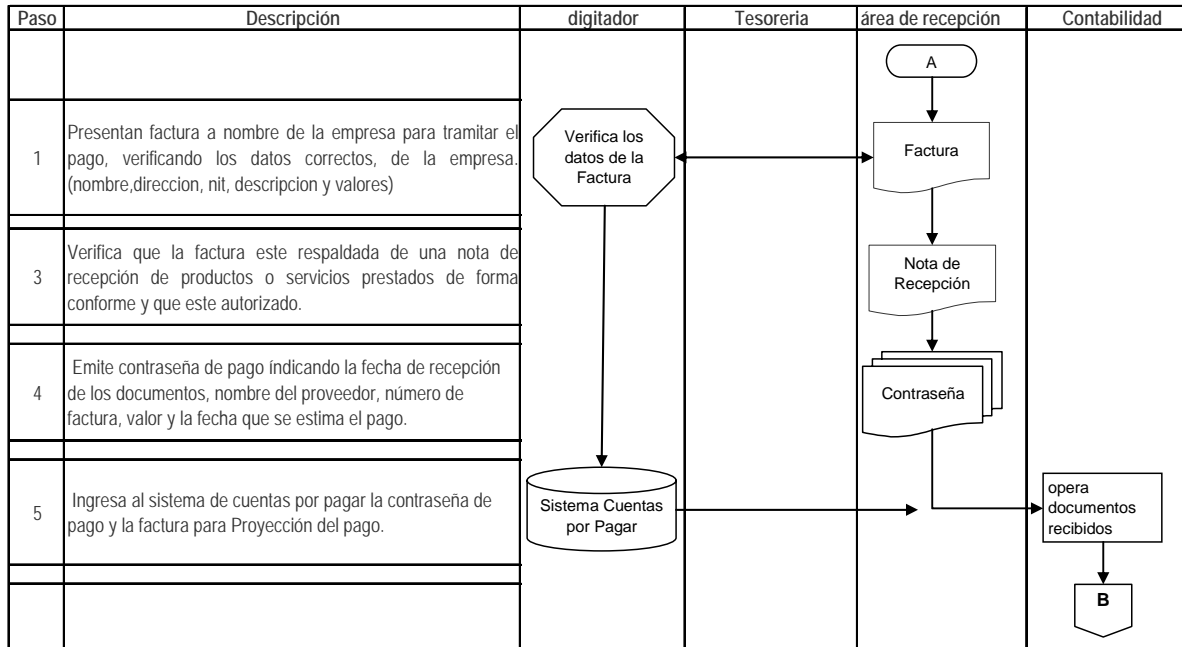 Paso Descripción digitador Tesoreria área de recepción Contabilidad
A
1
Presentan factura a nombre de la empresa para tramitar el
pago, verificando los datos correctos, de la empresa.
(nombre,direccion, nit, descripcion y valores)
Verifica los
datos de la
Factura
Factura
3
Verifica que la factura este respaldada de una nota de
recepción de productos o servicios prestados de forma
conforme y que este autorizado.
Nota de
Recepción
4
Emite contraseña de pago índicando la fecha de recepción
de los documentos, nombre del proveedor, número de
factura, valor y la fecha que se estima el pago.
Contraseña
5
Ingresa al sistema de cuentas por pagar la contraseña de
pago y la factura para Proyección del pago.
Sistema Cuentas
por Pagar
opera
documentos
recibidos
B